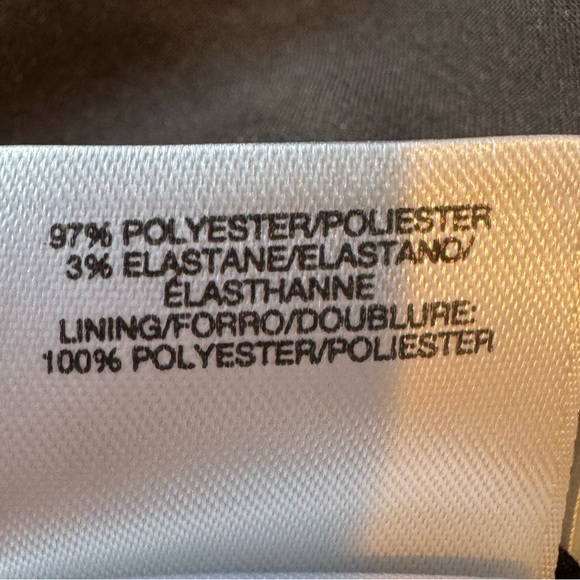 97% POLYESTER/POLIESTER
3% ELASTANE/ELASTANO/
ÉLASTHANNE
LINING/FORRO/DOUBLURE:
100% POLYESTER/POLIESTER